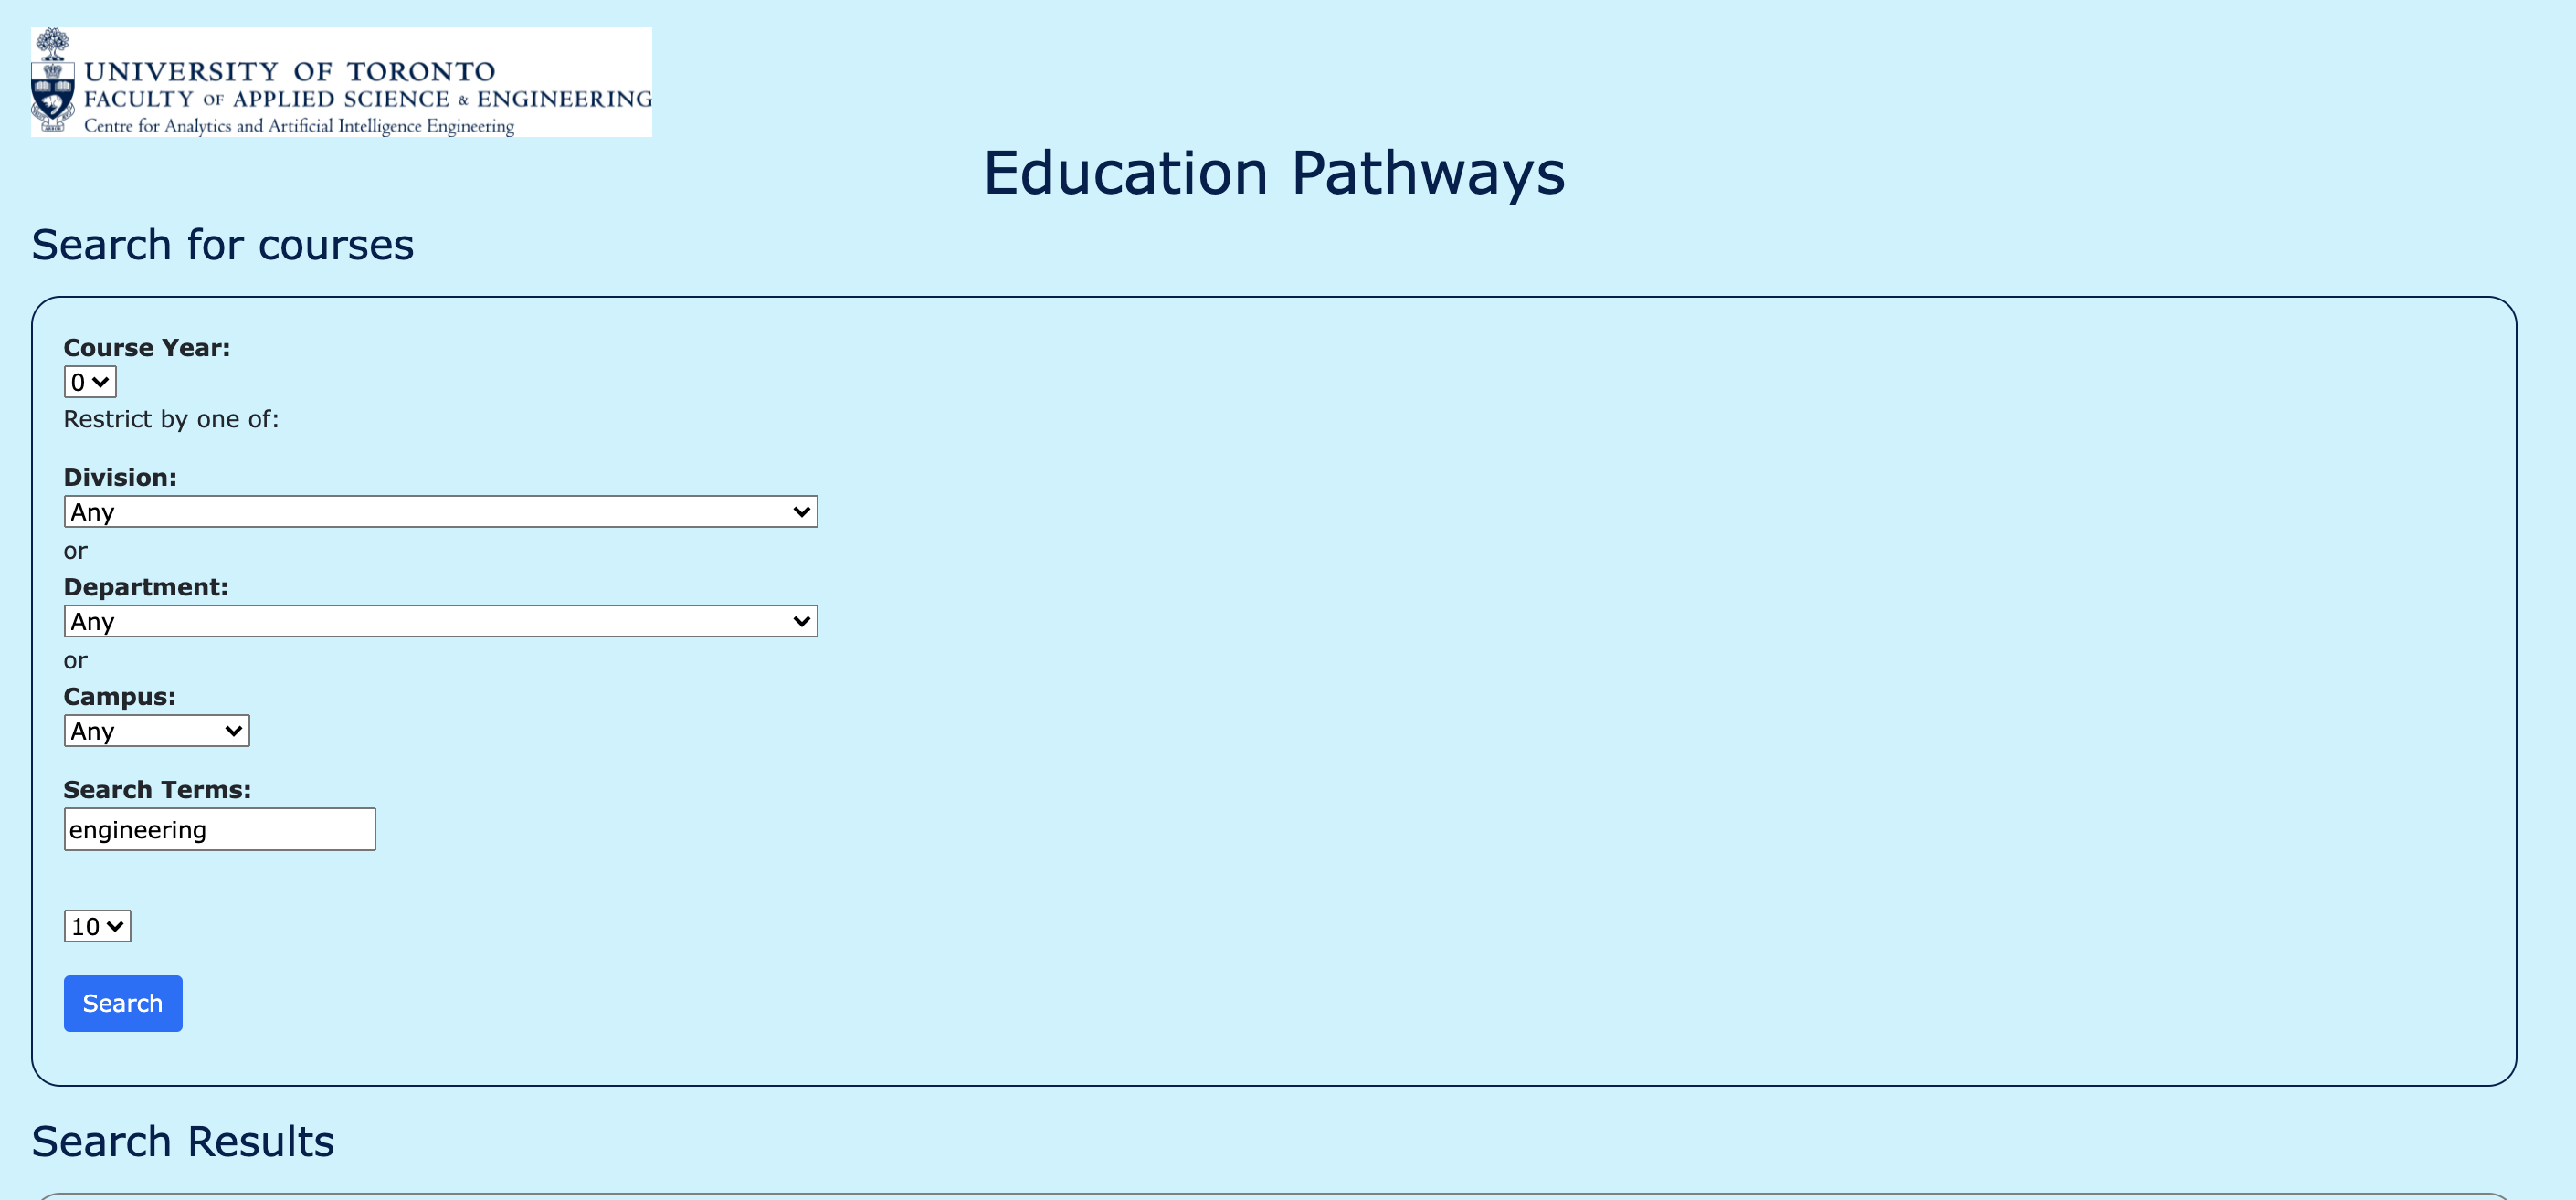 UNIVERSITY OF TORONTO
FACULTY OF APPLIED SCIENCE & ENGINEERING
Centre for Analytics and Artificial Intelligence Engineering
Education Pathways
Search for courses
Course Year:
0
Restrict by one of:
Division:
Any
or
Department:
Any
or
Campus:
Any
Search Terms:
engineering
10
Search
Search Results